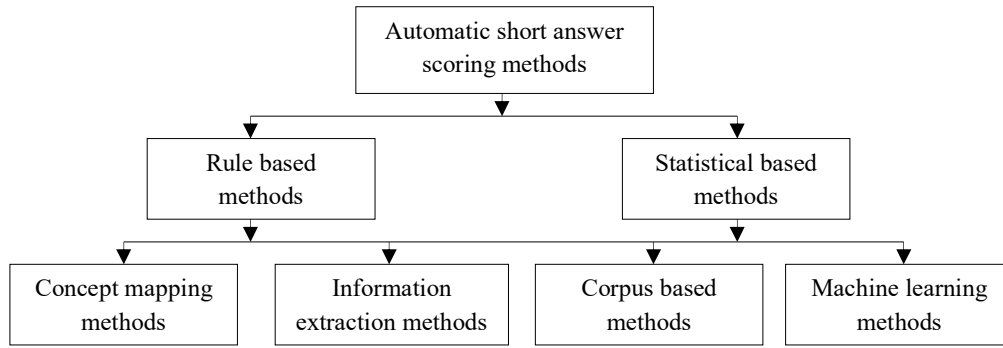 Automatic short answer
scoring methods
Rule based
methods
Statistical based
methods
Concept mapping
methods
Information
extraction methods
Corpus based
methods
Machine learning
methods